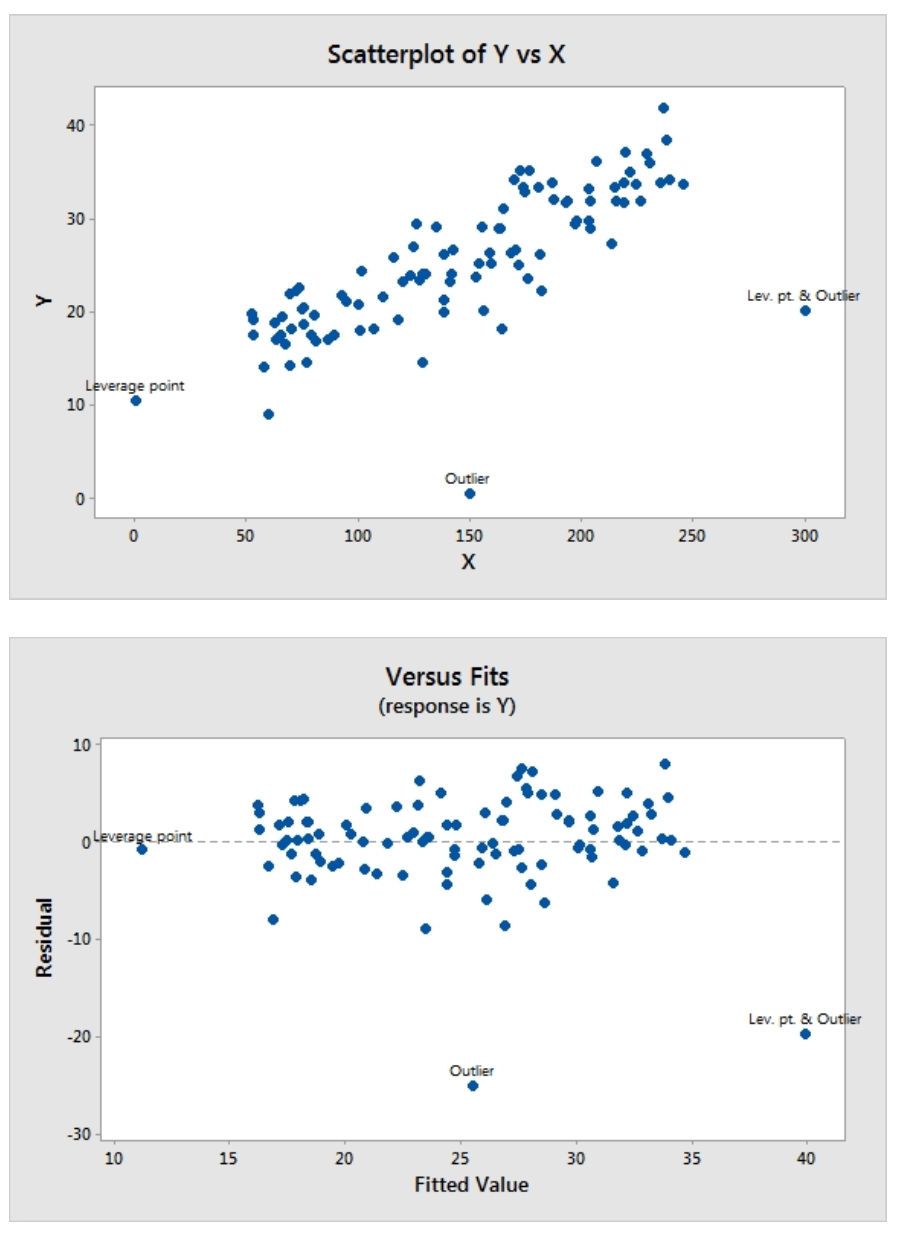 Scatterplot of Y vs X
40
30
20
10
0
Y
Lev. pt. & Outlier
Leverage point
Outlier
0 50 100 150 200 250 300
X
Versus Fits
(response is Y)
10
0
-10
-20
-30
Residual
Leverage point
Lev. pt. & Outlier
Outlier
10 15 20 25 30 35 40
Fitted Value